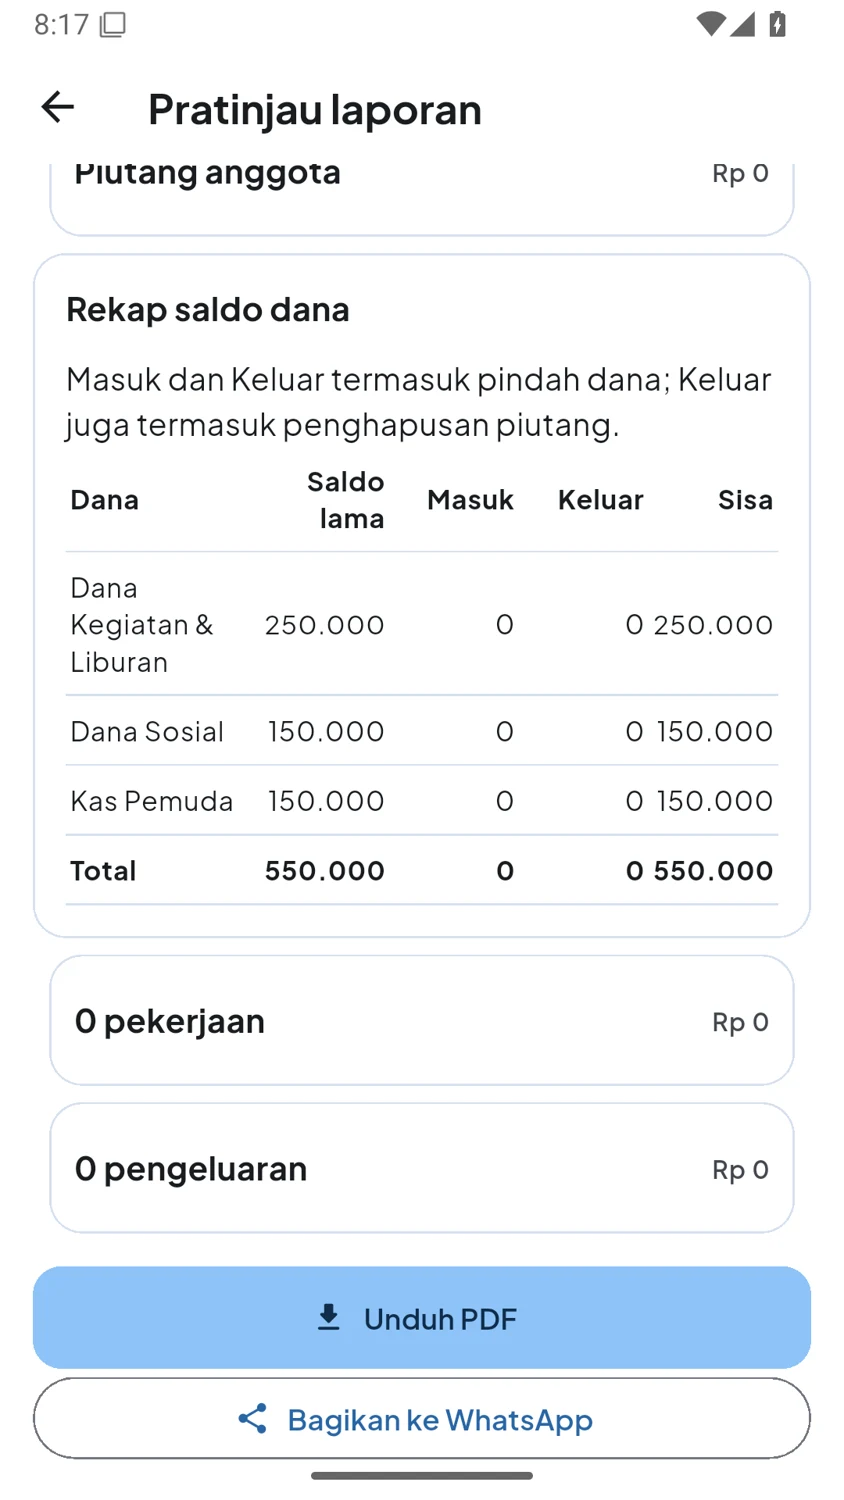 8:17
Pratinjau laporan
Piutang anggota Rp 0
Rekap saldo dana
Masuk dan Keluar termasuk pindah dana; Keluar
juga termasuk penghapusan piutang.
Dana Saldo lama Masuk Keluar Sisa
Dana Kegiatan & Liburan 250.000 0 0 250.000
Dana Sosial 150.000 0 0 150.000
Kas Pemuda 150.000 0 0 150.000
Total 550.000 0 0 550.000
0 pekerjaan Rp 0
0 pengeluaran Rp 0
Unduh PDF
Bagikan ke WhatsApp